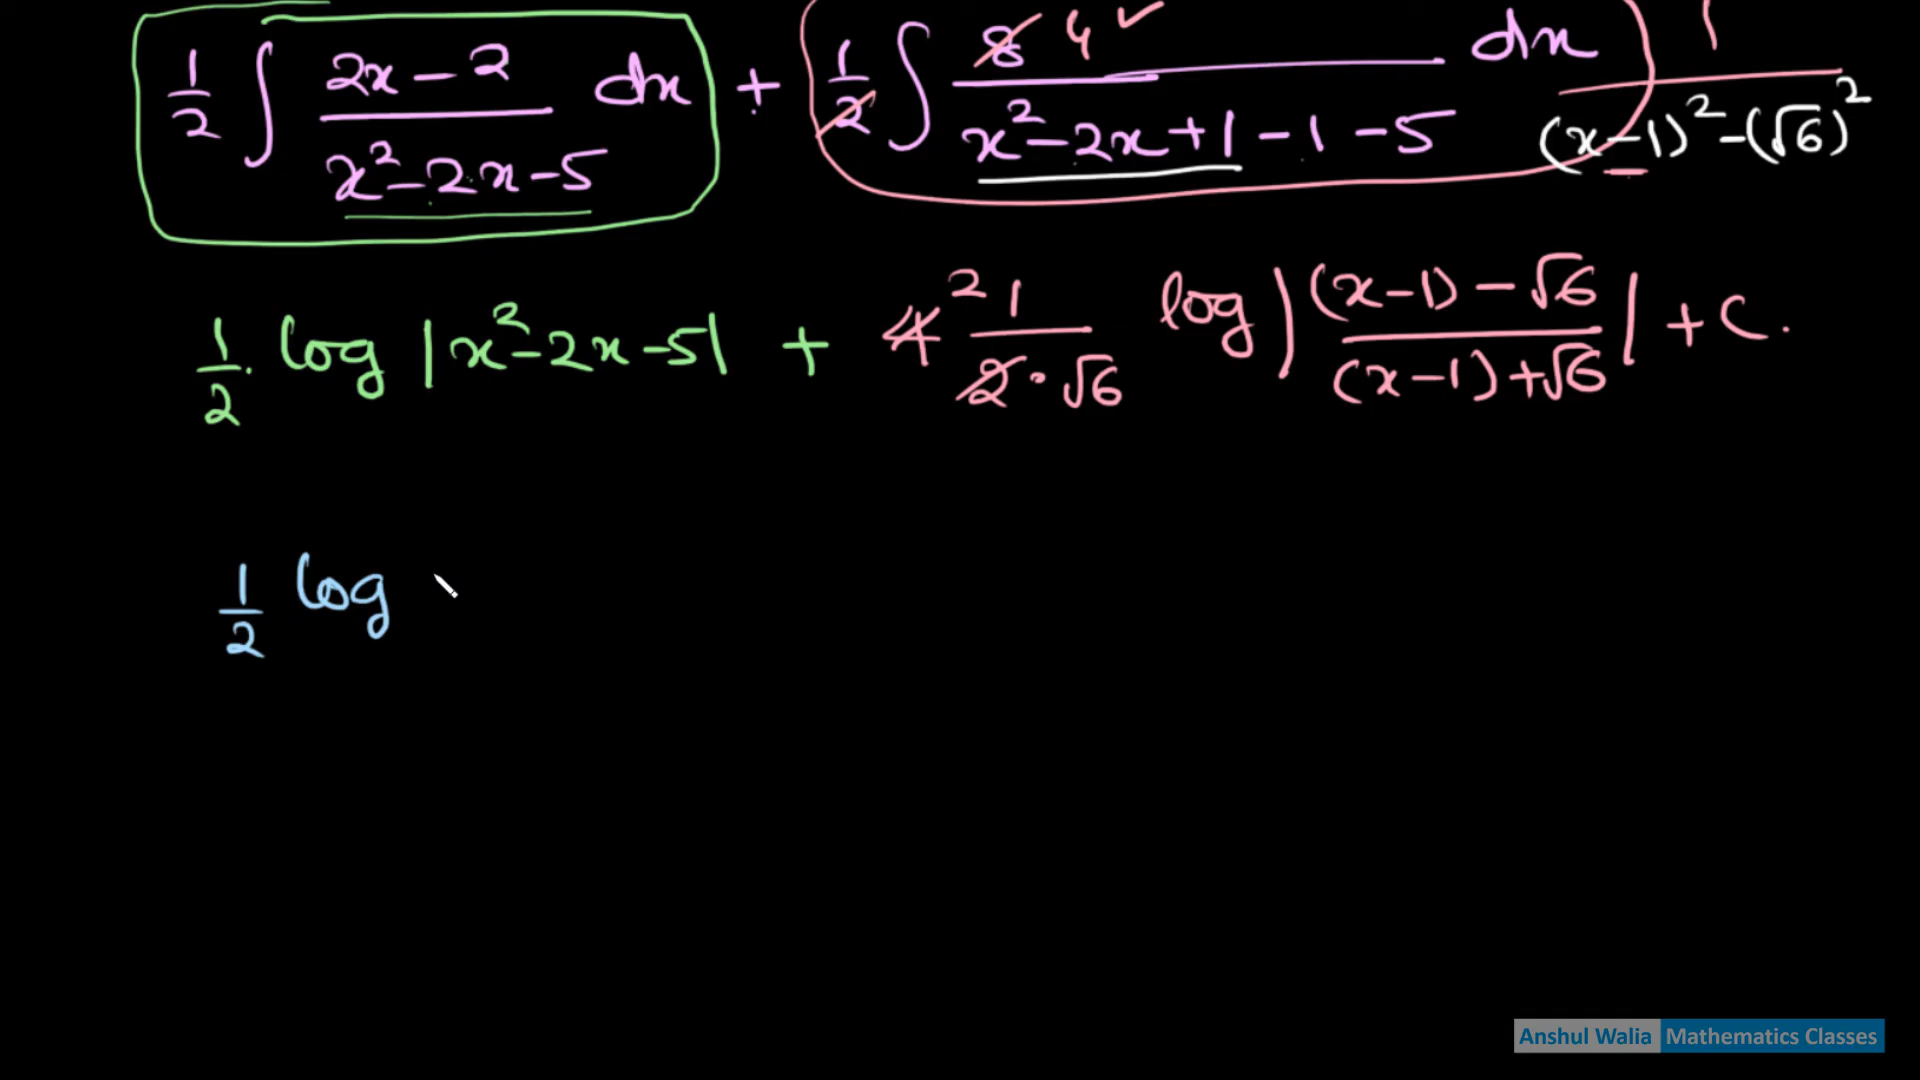 1/2 ∫ (2x - 2)/(x² - 2x - 5) dx + 1/2 ∫ 8 4 ✓/(x² - 2x + 1 - 1 - 5) dx 1/((x-1)² - (√6)²)
1/2 . log |x² - 2x - 5| + 4 2 1/(2 · √6) log |((x-1) - √6)/((x-1) + √6)| + C .
1/2 log
Anshul Walia Mathematics Classes